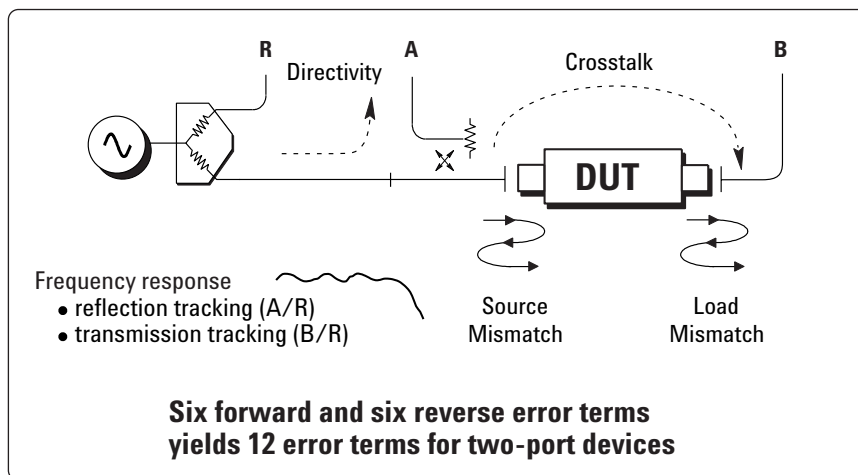 R
A
B
Directivity
Crosstalk
DUT
Frequency response
• reflection tracking (A/R)
• transmission tracking (B/R)
Source
Mismatch
Load
Mismatch
Six forward and six reverse error terms
yields 12 error terms for two-port devices